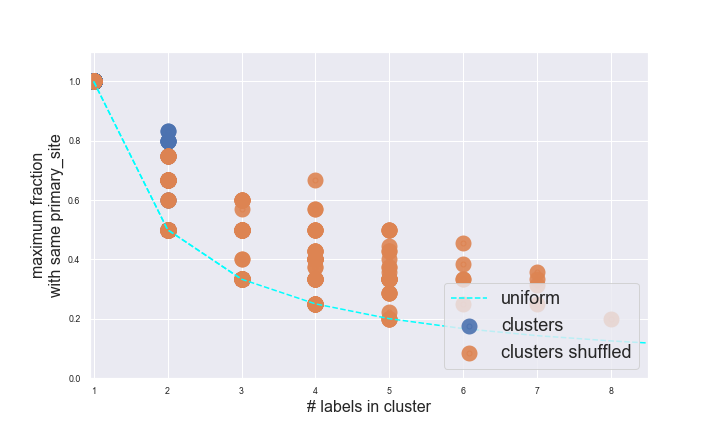 maximum fraction
with same primary_site
1.0
0.8
0.6
0.4
0.2
0.0
uniform
clusters
clusters shuffled
1 2 3 4 5 6 7 8
# labels in cluster